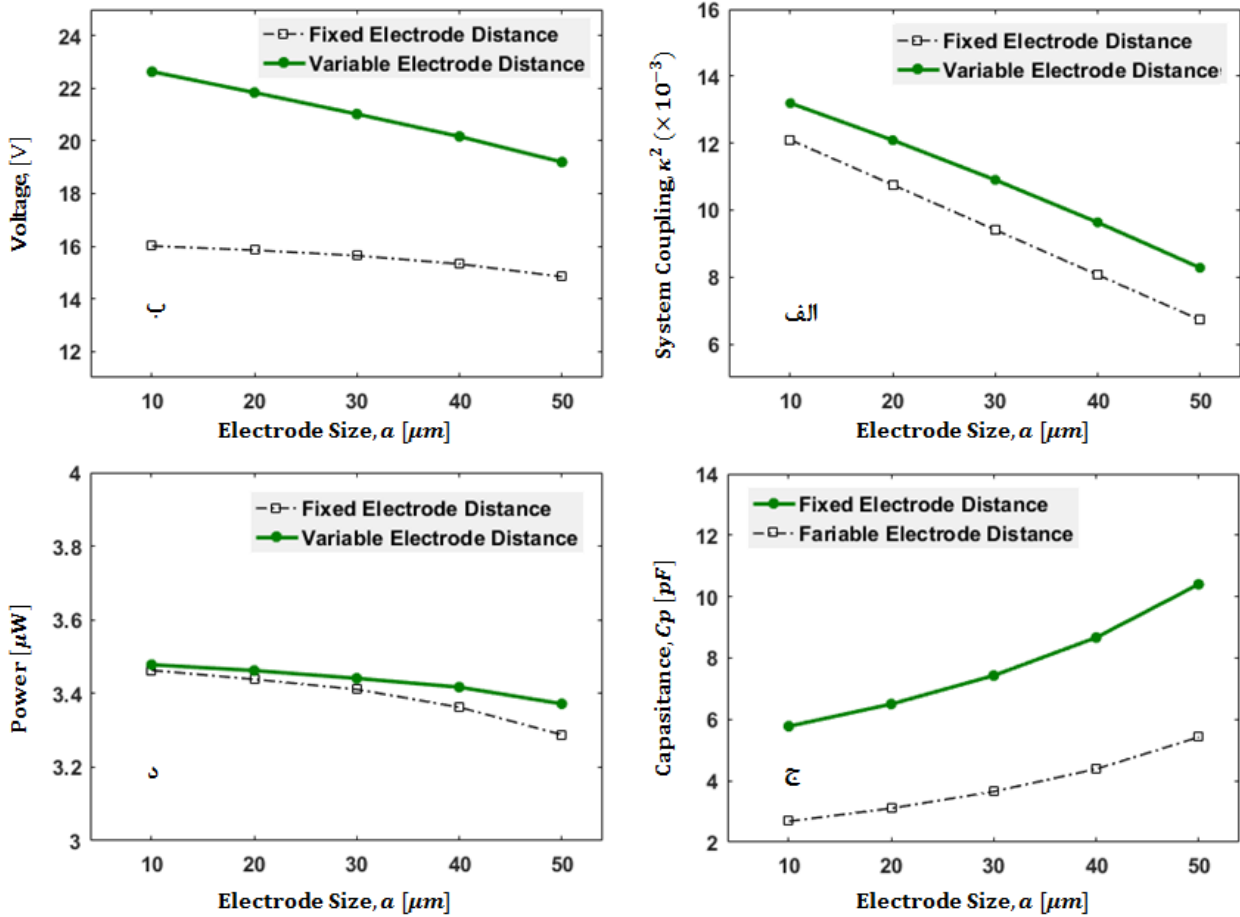 24
22
20
18
16
14
12
Voltage, [V]
Fixed Electrode Distance
Variable Electrode Distance
ب
10 20 30 40 50
Electrode Size, a [μm]
16
14
12
10
8
6
System Coupling, κ² (× 10⁻³)
Fixed Electrode Distance
Variable Electrode Distance
الف
10 20 30 40 50
Electrode Size, a [μm]
4
3.8
3.6
3.4
3.2
3
Power [μW]
Fixed Electrode Distance
Variable Electrode Distance
د
10 20 30 40 50
Electrode Size, a [μm]
14
12
10
8
6
4
2
Capasitance, Cp [pF]
Fixed Electrode Distance
Fariable Electrode Distance
ج
10 20 30 40 50
Electrode Size, a [μm]